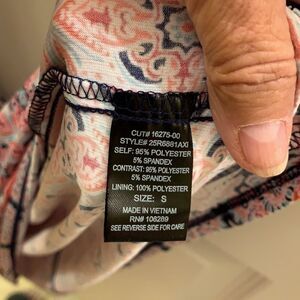 CUT# 16275-00
STYLE# 25R6881AXI
SELF: 95% POLYESTER
5% SPANDEX
CONTRAST: 95% POLYESTER
5% SPANDEX
LINING: 100% POLYESTER
SIZE: S
MADE IN VIETNAM
RN# 106289
SEE REVERSE SIDE FOR CARE